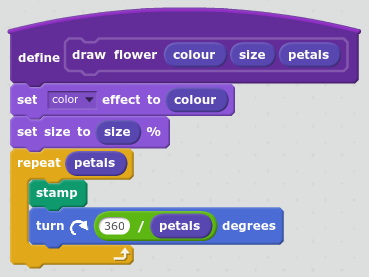 define draw flower colour size petals
set color effect to colour
set size to size %
repeat petals
stamp
turn 360 / petals degrees